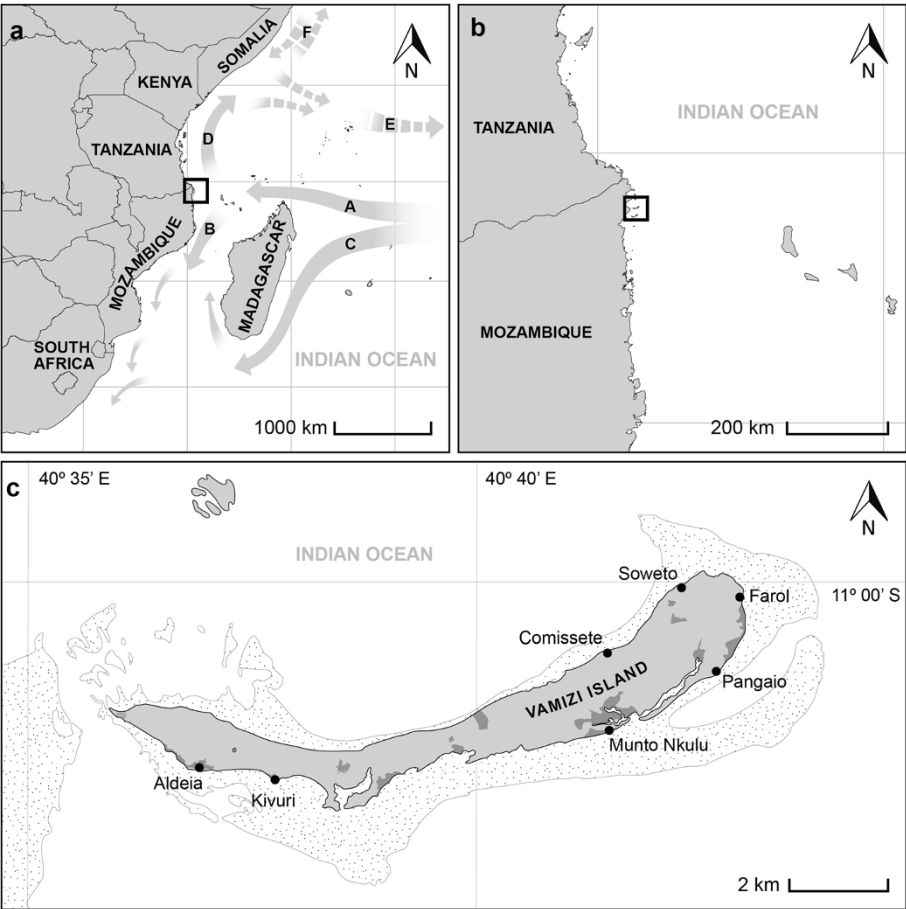 a
SOMALIA
F
N
KENYA
D
E
TANZANIA
A
B
C
MOZAMBIQUE
MADAGASCAR
SOUTH
AFRICA
INDIAN OCEAN
1000 km
b
N
INDIAN OCEAN
TANZANIA
MOZAMBIQUE
200 km
c
40º 35' E
40º 40' E
N
INDIAN OCEAN
Soweto
Farol
11º 00' S
Comissete
VAMIZI ISLAND
Pangaio
Munto Nkulu
Aldeia
Kivuri
2 km